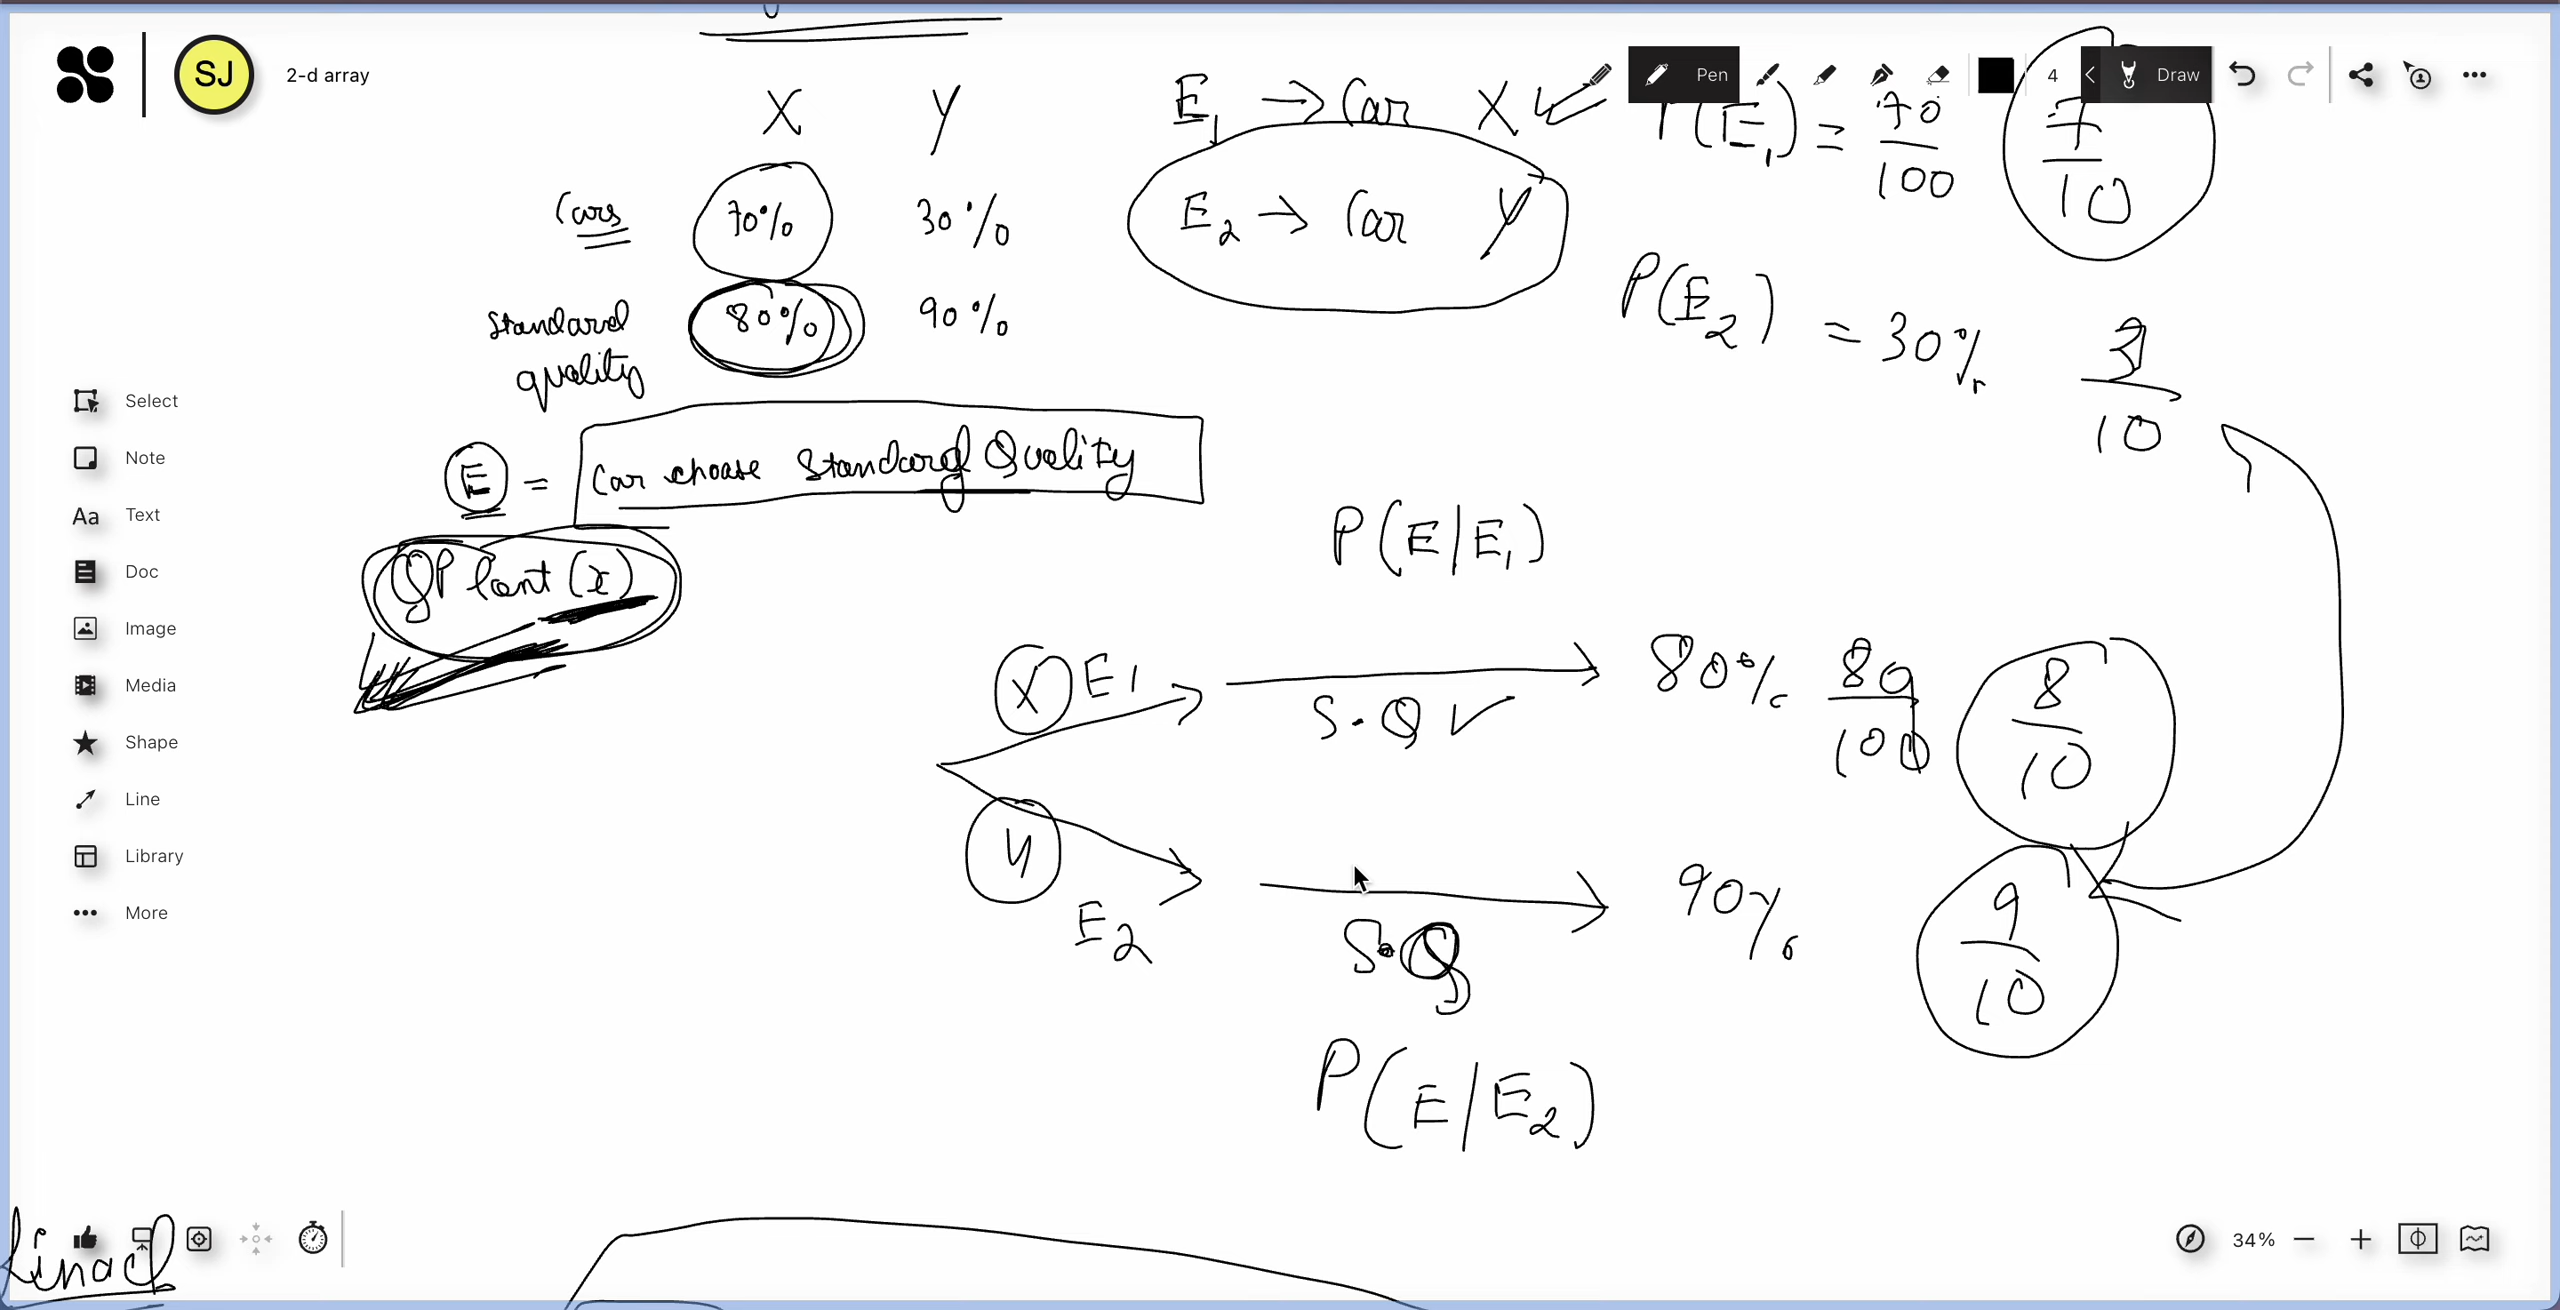 SJ
2-d array
Pen
4
Draw
X Y
E1 → Car X
P(E1) = 70/100 7/10
Cars 70% 30%
E2 → Car Y
P(E2) = 30% 3/10
Standard quality 80% 90%
E = Car choose Standard Quality
Plant (x)
P(E/E1)
X E1 S.Q ✓ 80% 80/100 8/10
Y E2 S.Q 90% 9/10
P(E/E2)
Select
Note
Aa Text
Doc
Image
Media
Shape
Line
Library
More
34%